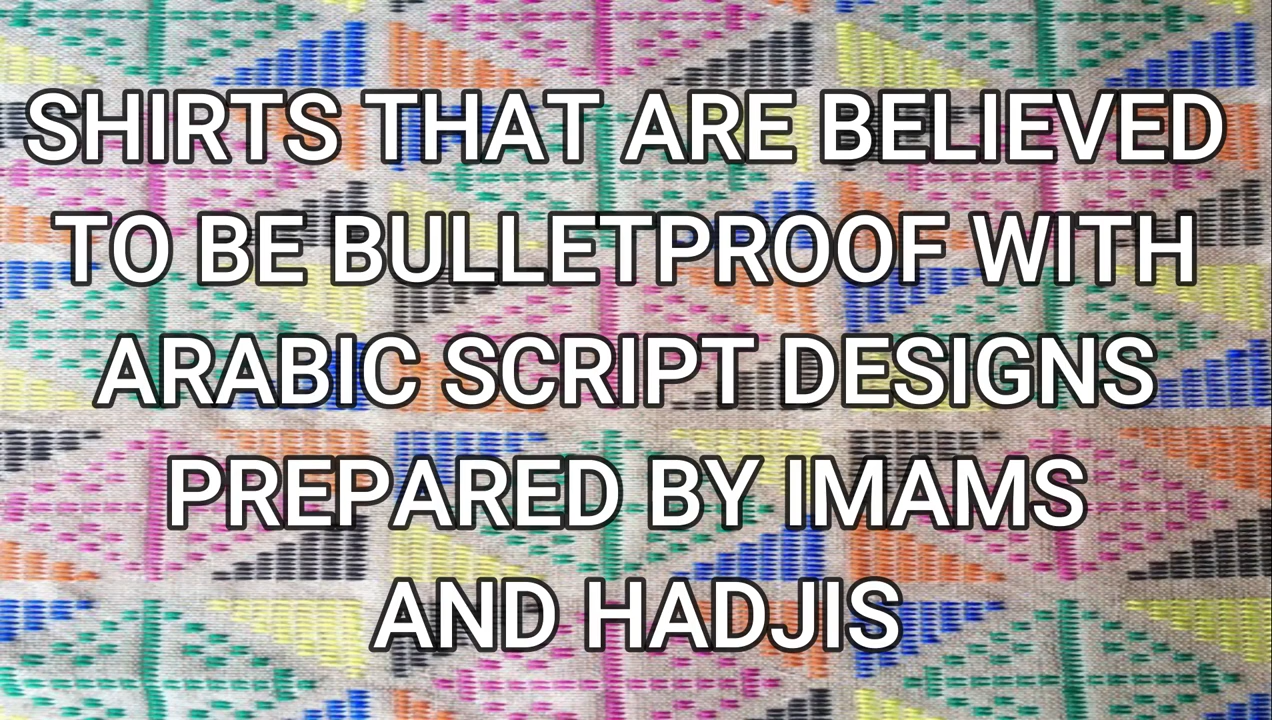 SHIRTS THAT ARE BELIEVED
TO BE BULLETPROOF WITH
ARABIC SCRIPT DESIGNS
PREPARED BY IMAMS
AND HADJIS